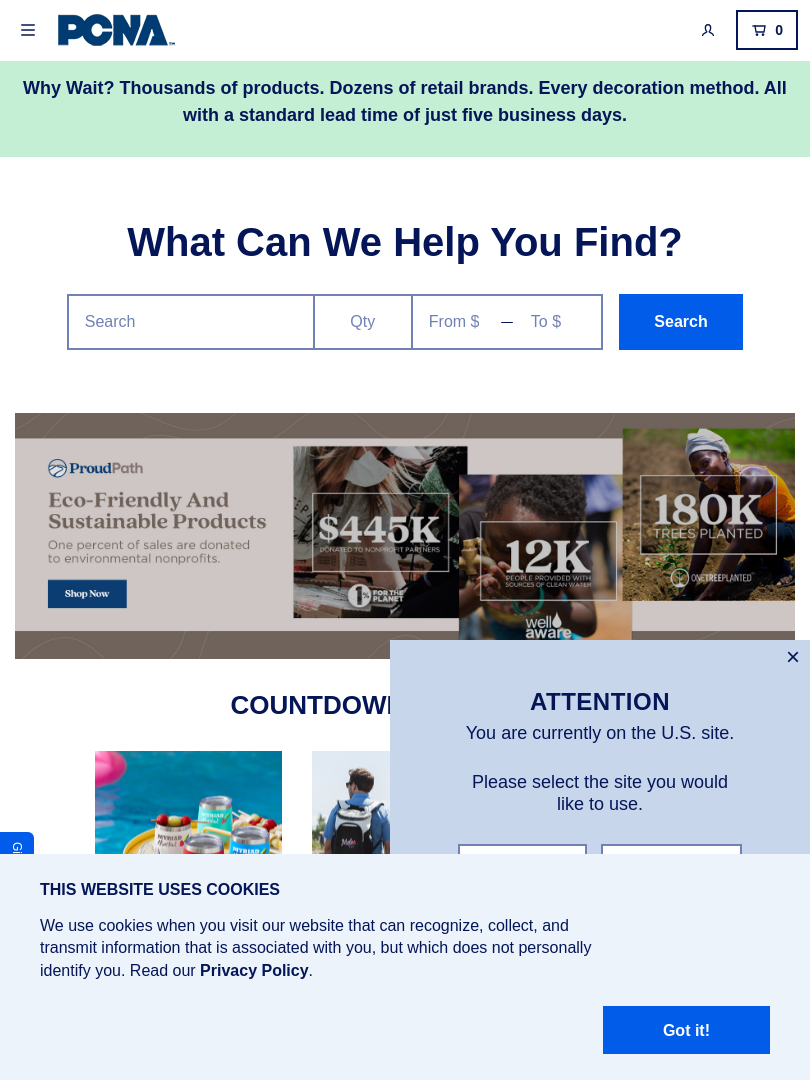 PCNA
0
Why Wait? Thousands of products. Dozens of retail brands. Every decoration method. All
with a standard lead time of just five business days.
What Can We Help You Find?
Search
Qty
From $ — To $
Search
ProudPath
Eco-Friendly And
Sustainable Products
One percent of sales are donated
to environmental nonprofits.
Shop Now
$445K
DONATED TO NONPROFIT PARTNERS
FOR THE
PLANET
12K
PEOPLE PROVIDED WITH
SOURCES OF CLEAN WATER
well
aware
180K
TREES PLANTED
ONETREEPLANTED
COUNTDOW
×
ATTENTION
You are currently on the U.S. site.
Please select the site you would
like to use.
THIS WEBSITE USES COOKIES
We use cookies when you visit our website that can recognize, collect, and
transmit information that is associated with you, but which does not personally
identify you. Read our Privacy Policy.
Got it!